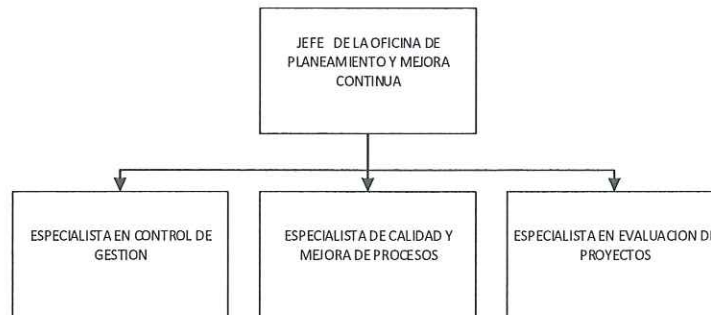 JEFE DE LA OFICINA DE
PLANEAMIENTO Y MEJORA
CONTINUA
ESPECIALISTA EN CONTROL DE
GESTION
ESPECIALISTA DE CALIDAD Y
MEJORA DE PROCESOS
ESPECIALISTA EN EVALUACION DE
PROYECTOS